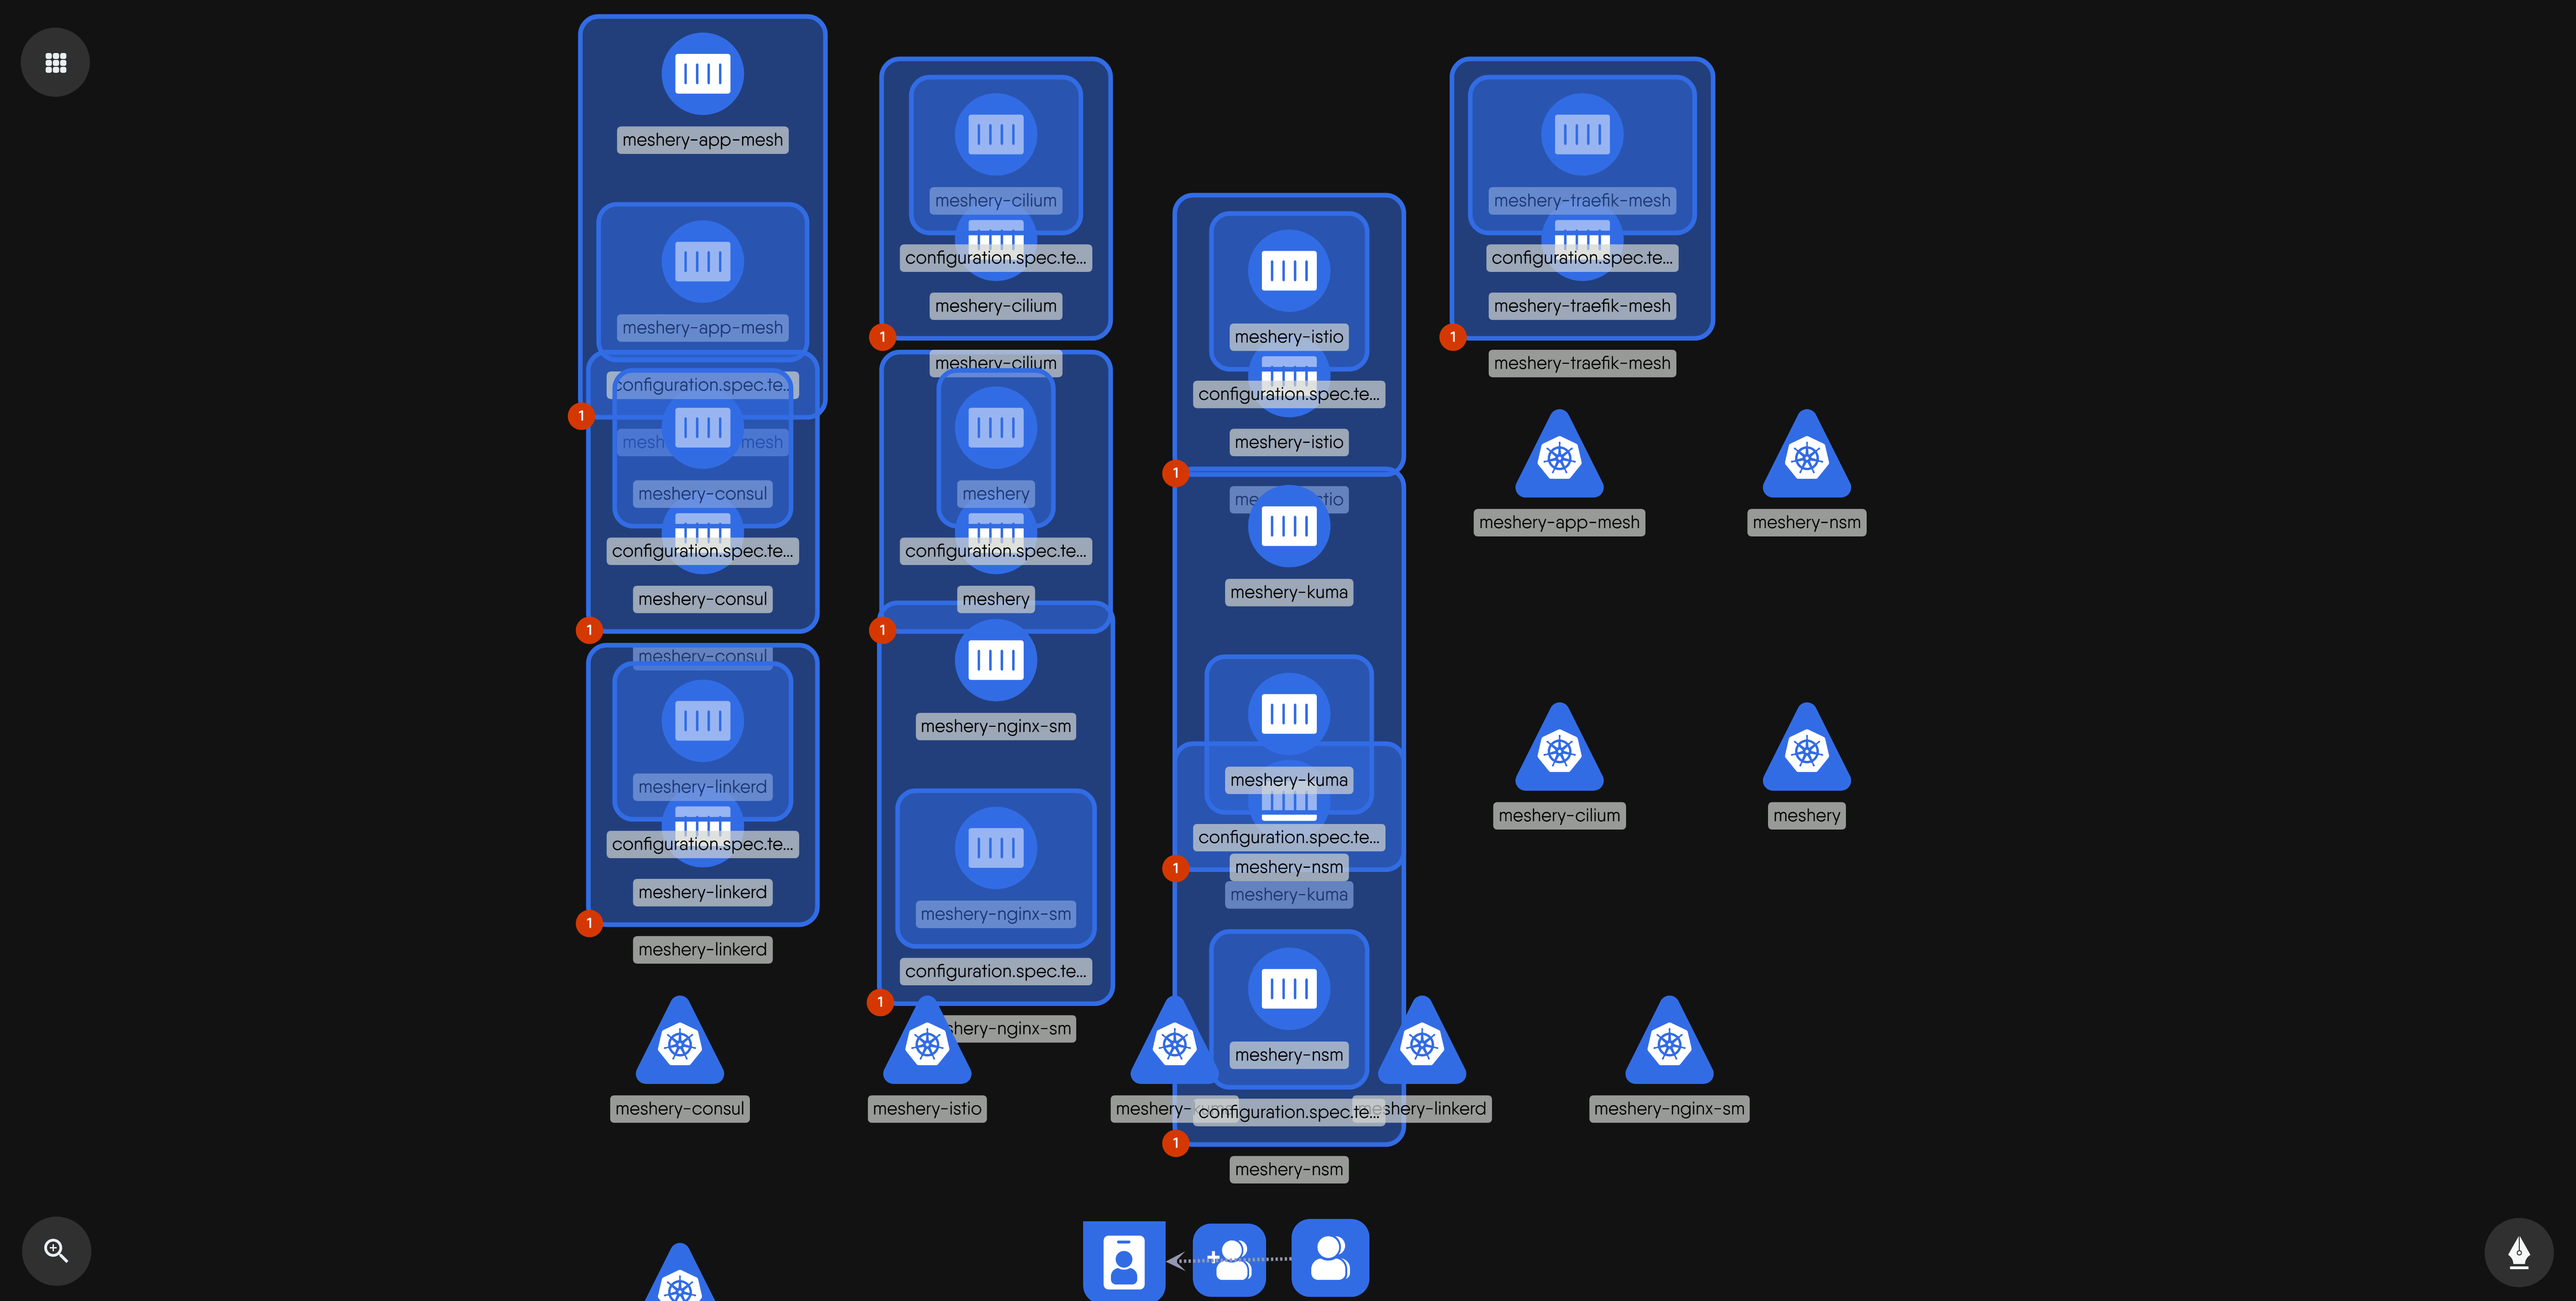 meshery-app-mesh
meshery-app-mesh
configuration.spec.te...
1
mesh mesh
meshery-consul
configuration.spec.te...
meshery-consul
1
meshery-consul
meshery-linkerd
configuration.spec.te...
meshery-linkerd
1
meshery-linkerd
meshery-cilium
configuration.spec.te...
meshery-cilium
1
meshery-cilium
meshery
configuration.spec.te...
meshery
1
meshery-nginx-sm
meshery-nginx-sm
configuration.spec.te...
1
shery-nginx-sm
meshery-istio
configuration.spec.te...
meshery-istio
1
me stio
meshery-kuma
meshery-kuma
configuration.spec.te...
meshery-nsm
1
meshery-kuma
meshery-nsm
configuration.spec.te...
1
meshery-nsm
meshery-traefik-mesh
configuration.spec.te...
meshery-traefik-mesh
1
meshery-traefik-mesh
meshery-app-mesh
meshery-nsm
meshery-cilium
meshery
meshery-consul
meshery-istio
meshery-
shery-linkerd
meshery-nginx-sm